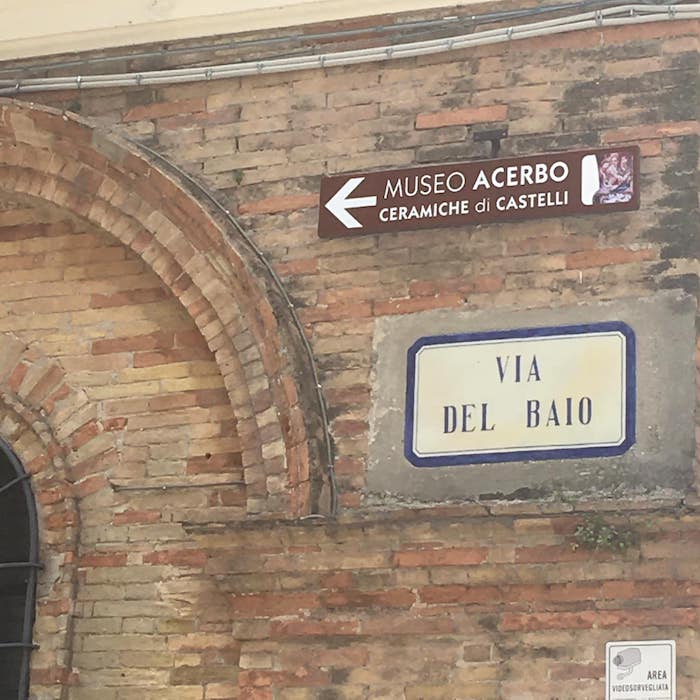 MUSEO ACERBO
CERAMICHE di CASTELLI
VIA
DEL BAIO
AREA
VIDEOSORVEGLIATA